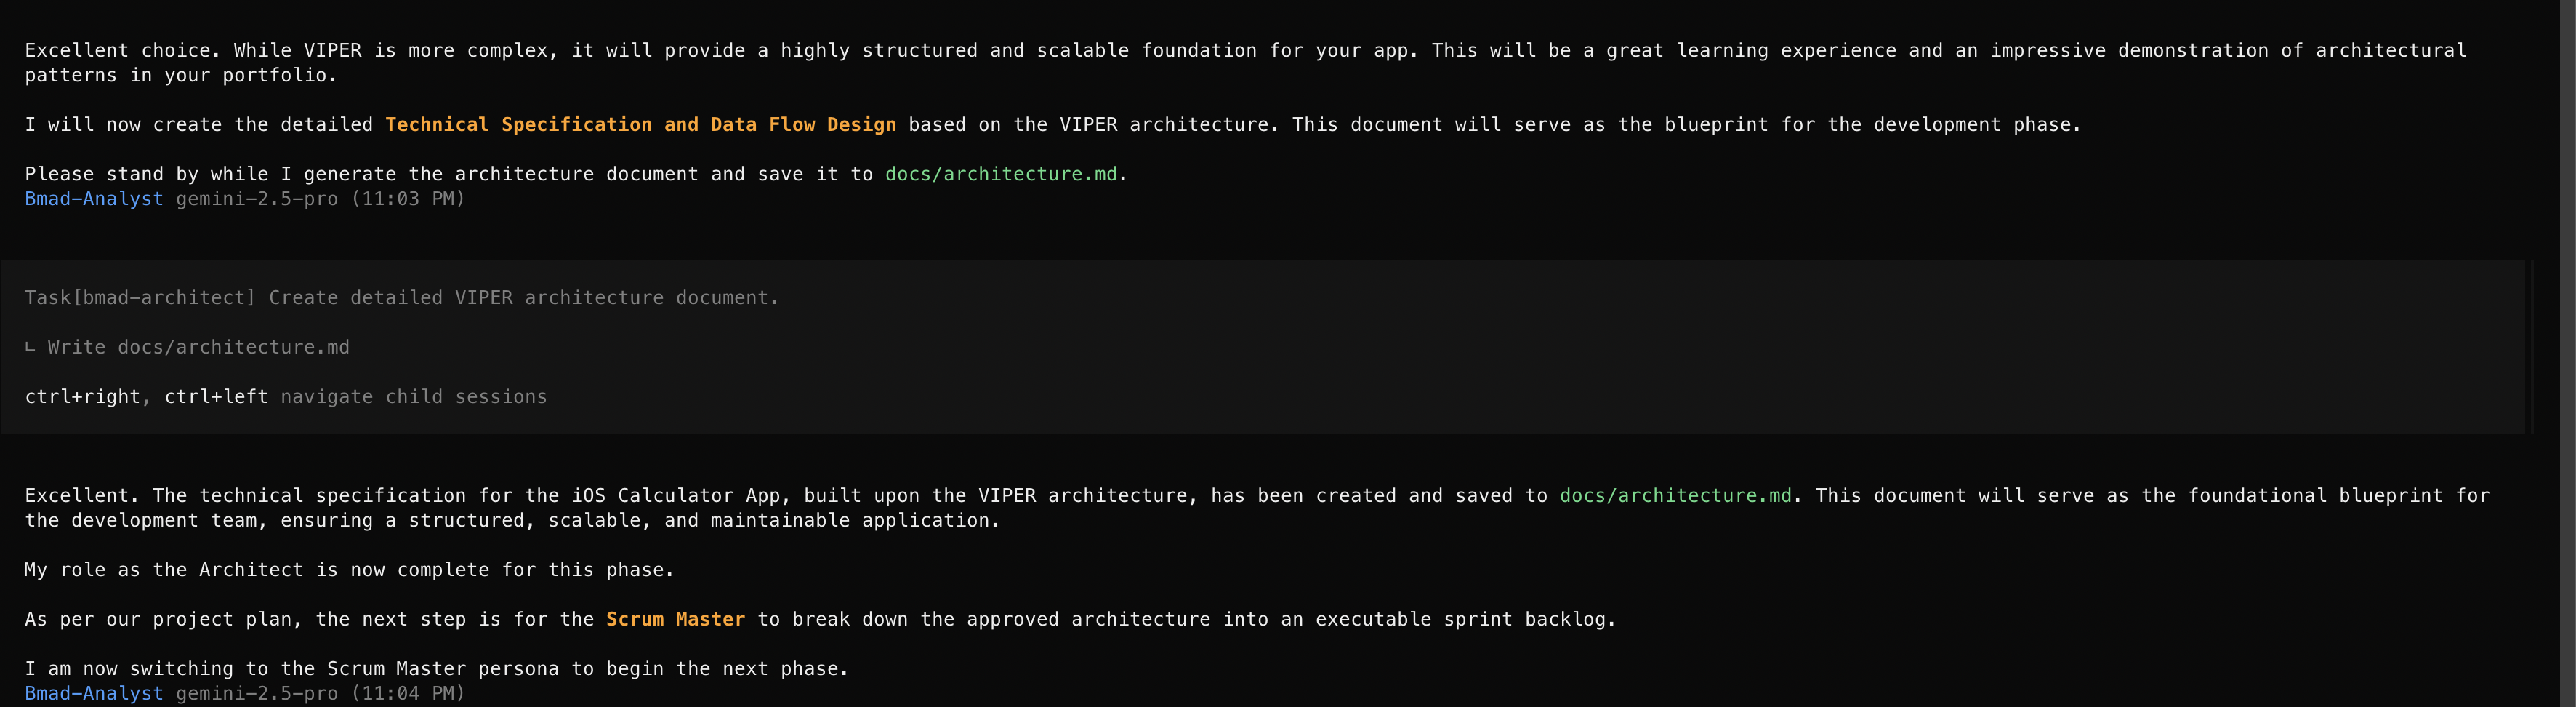 Excellent choice. While VIPER is more complex, it will provide a highly structured and scalable foundation for your app. This will be a great learning experience and an impressive demonstration of architectural
patterns in your portfolio.
I will now create the detailed Technical Specification and Data Flow Design based on the VIPER architecture. This document will serve as the blueprint for the development phase.
Please stand by while I generate the architecture document and save it to docs/architecture.md.
Bmad-Analyst gemini-2.5-pro (11:03 PM)
Task[bmad-architect] Create detailed VIPER architecture document.
∟ Write docs/architecture.md
ctrl+right, ctrl+left navigate child sessions
Excellent. The technical specification for the iOS Calculator App, built upon the VIPER architecture, has been created and saved to docs/architecture.md. This document will serve as the foundational blueprint for
the development team, ensuring a structured, scalable, and maintainable application.
My role as the Architect is now complete for this phase.
As per our project plan, the next step is for the Scrum Master to break down the approved architecture into an executable sprint backlog.
I am now switching to the Scrum Master persona to begin the next phase.
Bmad-Analyst gemini-2.5-pro (11:04 PM)